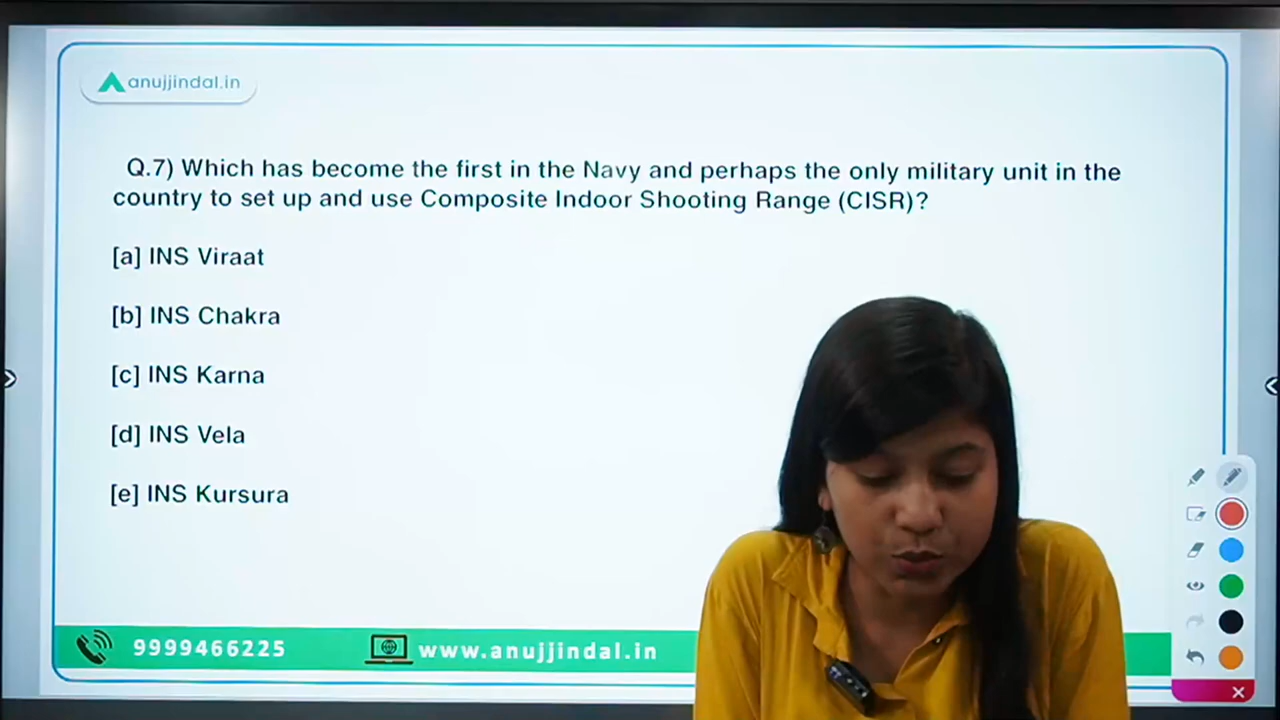 anujjindal.in
Q.7) Which has become the first in the Navy and perhaps the only military unit in the
country to set up and use Composite Indoor Shooting Range (CISR)?
[a] INS Viraat
[b] INS Chakra
[c] INS Karna
[d] INS Vela
[e] INS Kursura
9999466225 www.anujjindal.in